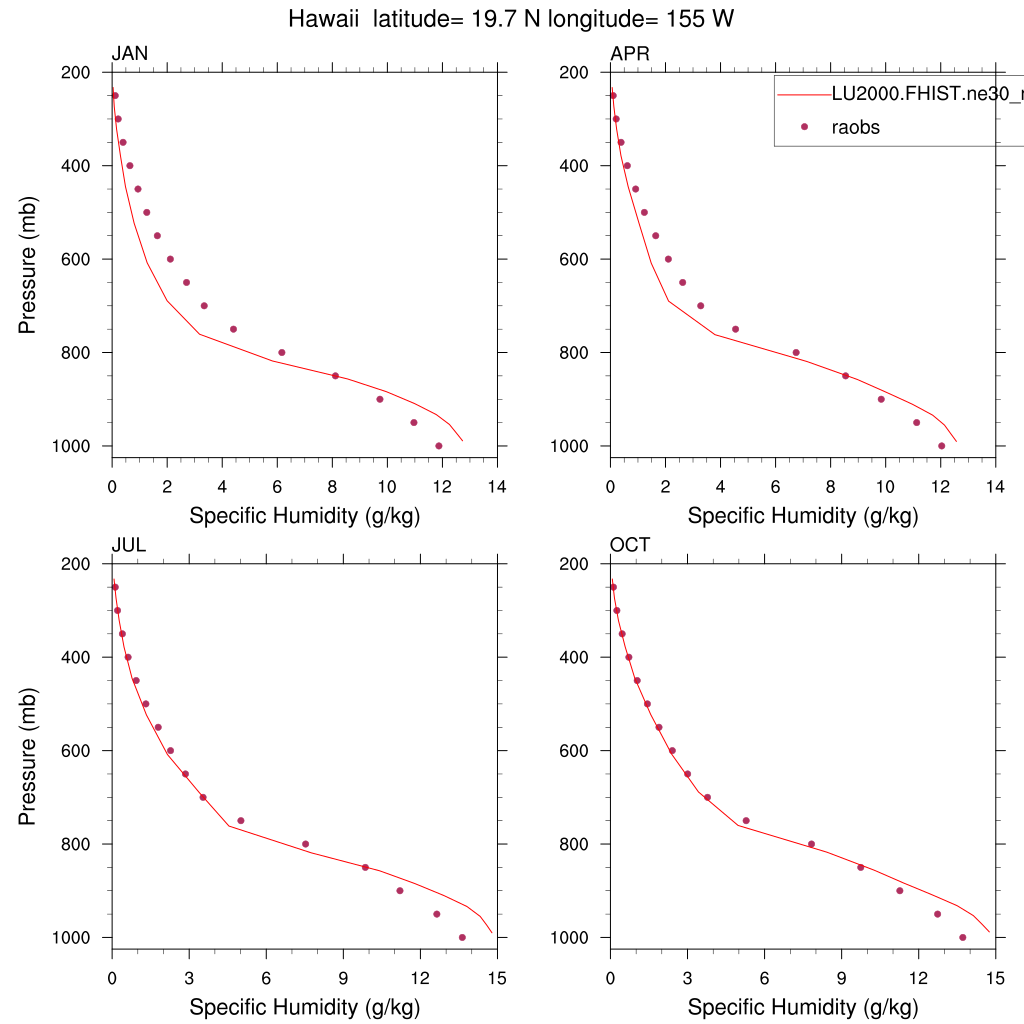 Hawaii  latitude= 19.7 N longitude= 155 W
JAN
200
400
600
800
1000
0 2 4 6 8 10 12 14
Pressure (mb)
Specific Humidity (g/kg)
APR
200
400
600
800
1000
0 2 4 6 8 10 12 14
Specific Humidity (g/kg)
LU2000.FHIST.ne30_
raobs
JUL
200
400
600
800
1000
0 3 6 9 12 15
Pressure (mb)
Specific Humidity (g/kg)
OCT
200
400
600
800
1000
0 3 6 9 12 15
Specific Humidity (g/kg)